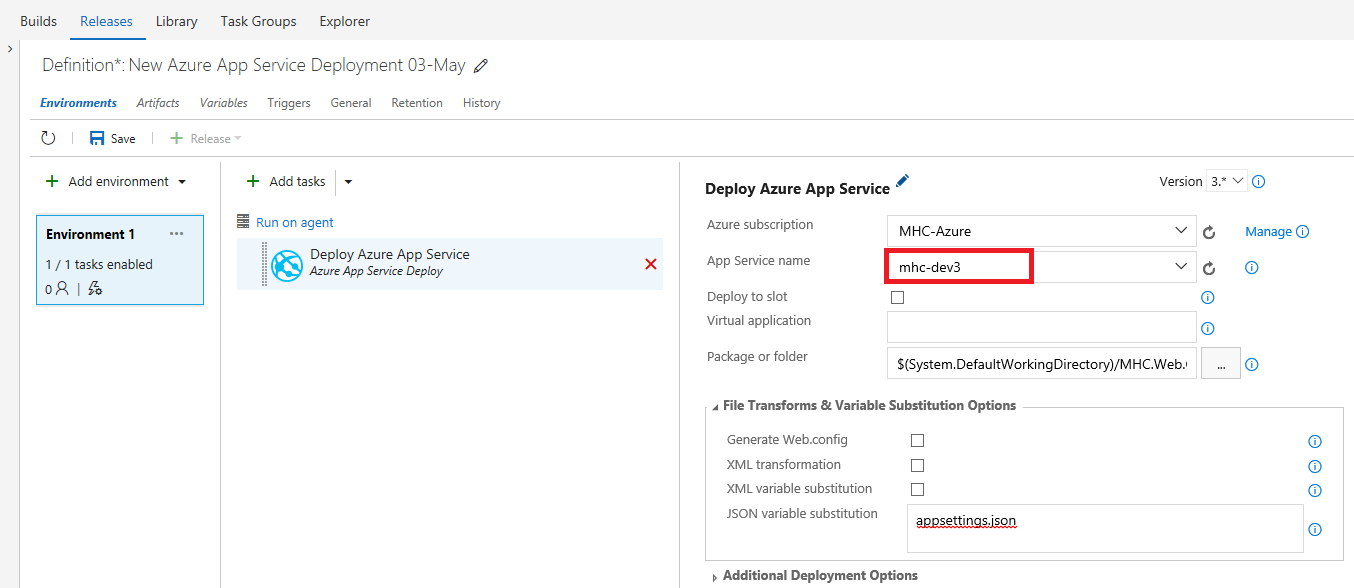 Builds Releases Library Task Groups Explorer
Definition*: New Azure App Service Deployment 03-May
Environments Artifacts Variables Triggers General Retention History
Save Release
Add environment
Environment 1 ...
1 / 1 tasks enabled
0
Add tasks
Run on agent
Deploy Azure App Service
Azure App Service Deploy
Deploy Azure App Service
Version 3.*
Azure subscription MHC-Azure Manage
App Service name mhc-dev3
Deploy to slot
Virtual application
Package or folder $(System.DefaultWorkingDirectory)/MHC.Web. ...
File Transforms & Variable Substitution Options
Generate Web.config
XML transformation
XML variable substitution
JSON variable substitution appsettings.json
Additional Deployment Options